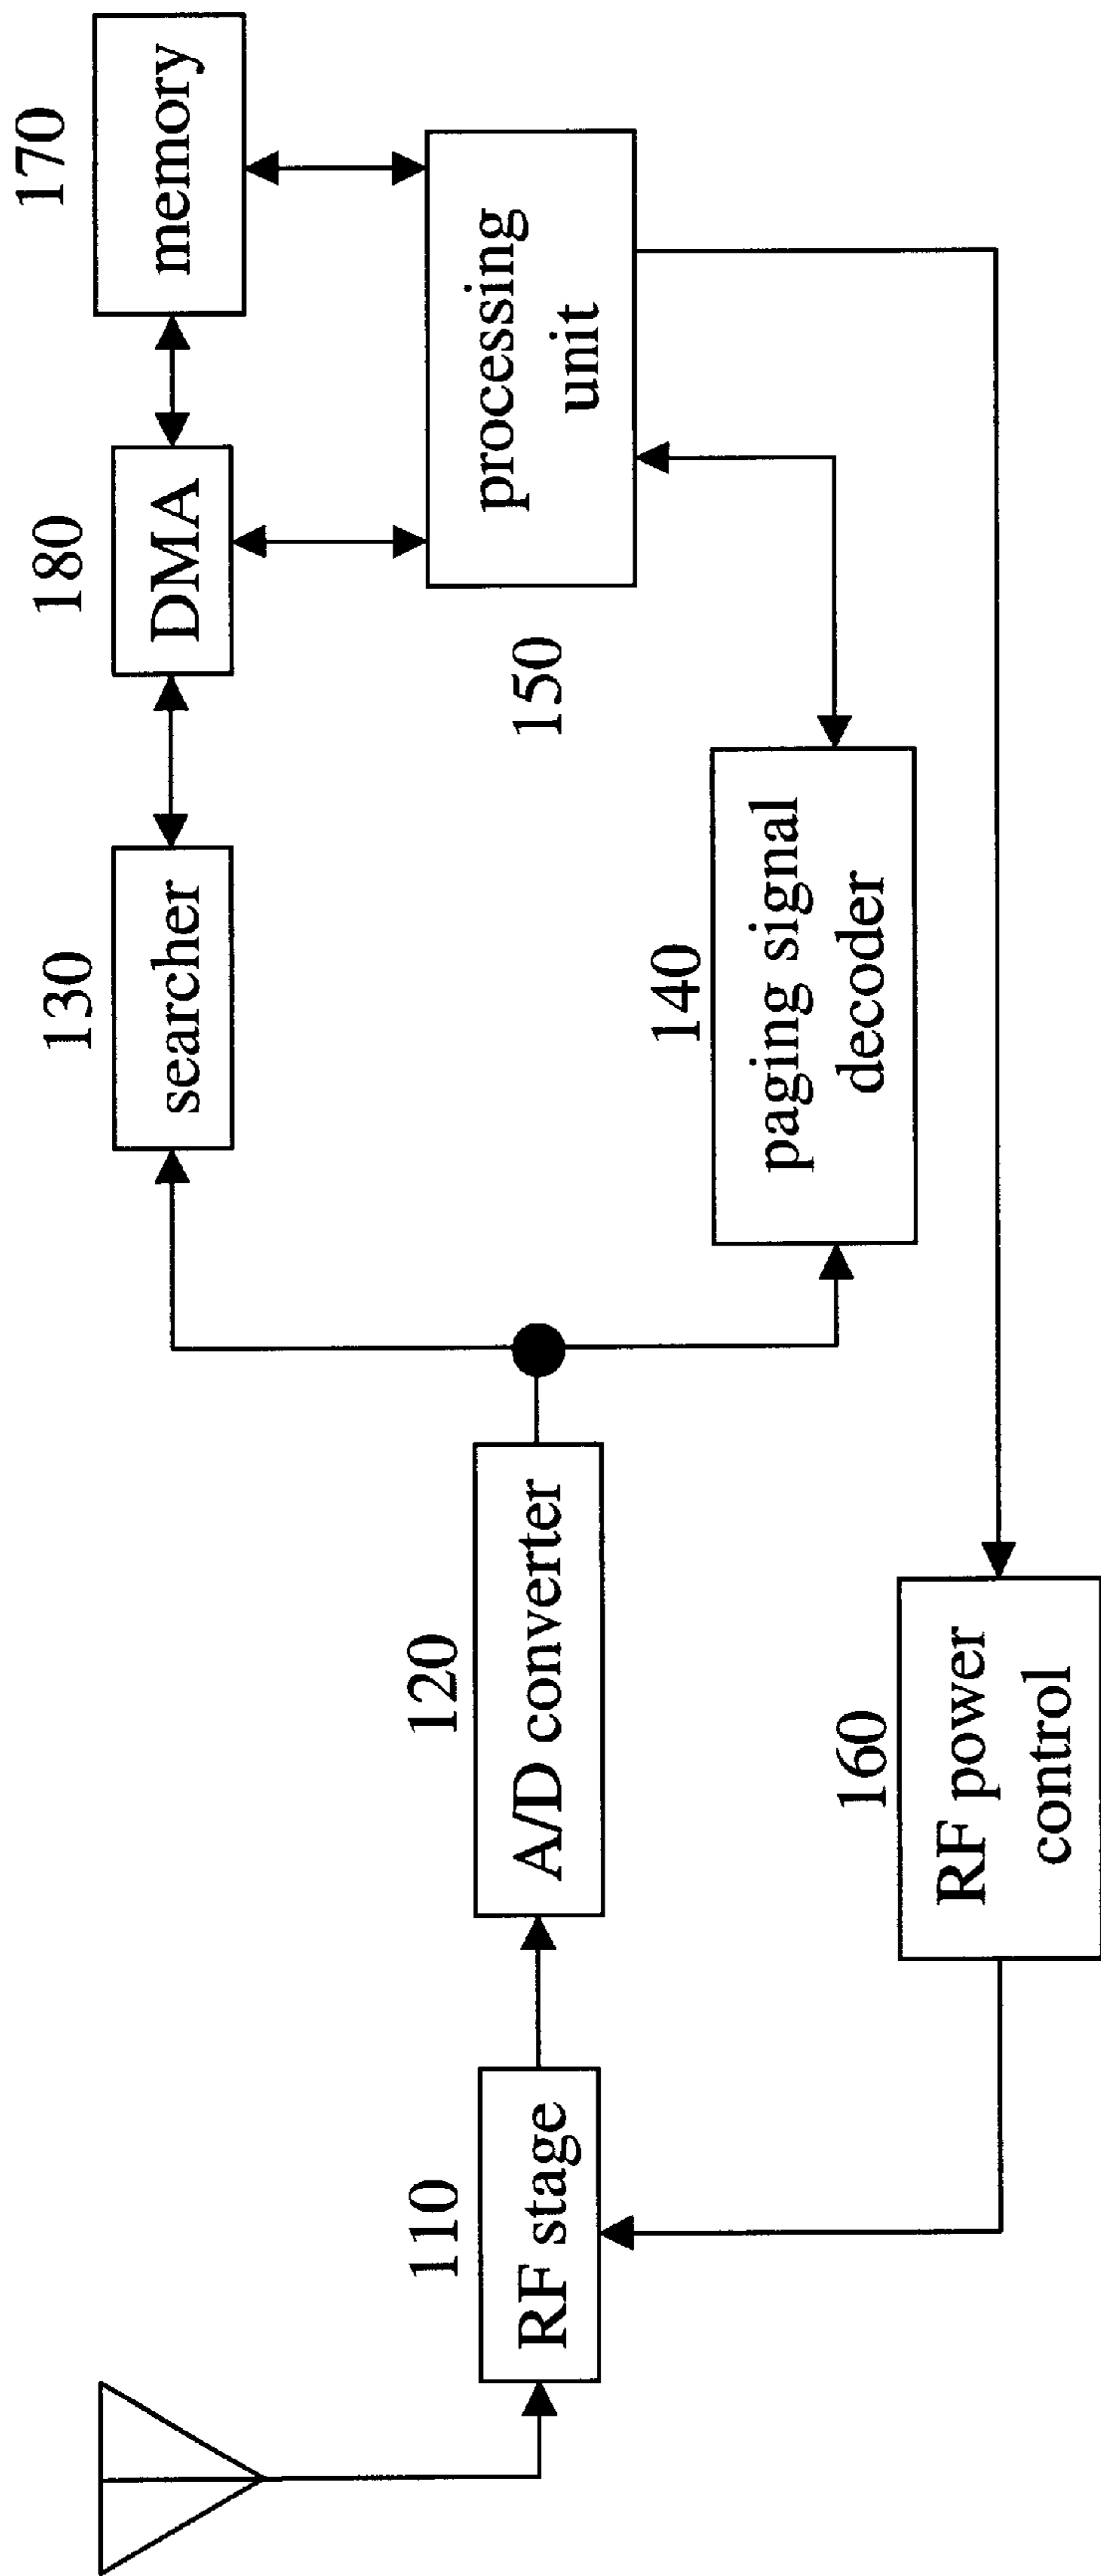 130
searcher
180
DMA
170
memory
110
RF stage
120
A/D converter
150
processing
unit
140
paging signal
decoder
160
RF power
control